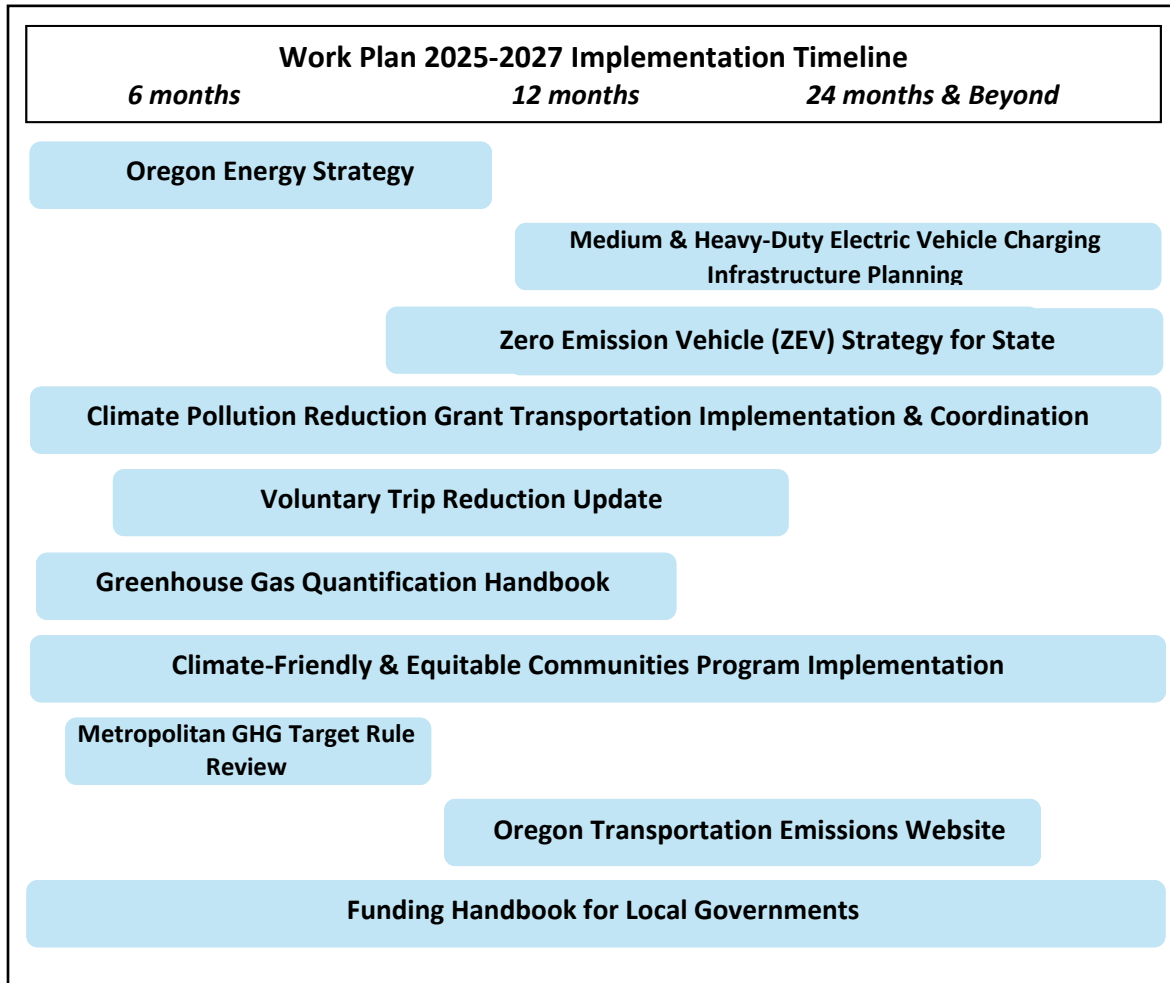 Work Plan 2025-2027 Implementation Timeline
6 months 12 months 24 months & Beyond
Oregon Energy Strategy
Medium & Heavy-Duty Electric Vehicle Charging
Infrastructure Planning
Zero Emission Vehicle (ZEV) Strategy for State
Climate Pollution Reduction Grant Transportation Implementation & Coordination
Voluntary Trip Reduction Update
Greenhouse Gas Quantification Handbook
Climate-Friendly & Equitable Communities Program Implementation
Metropolitan GHG Target Rule
Review
Oregon Transportation Emissions Website
Funding Handbook for Local Governments